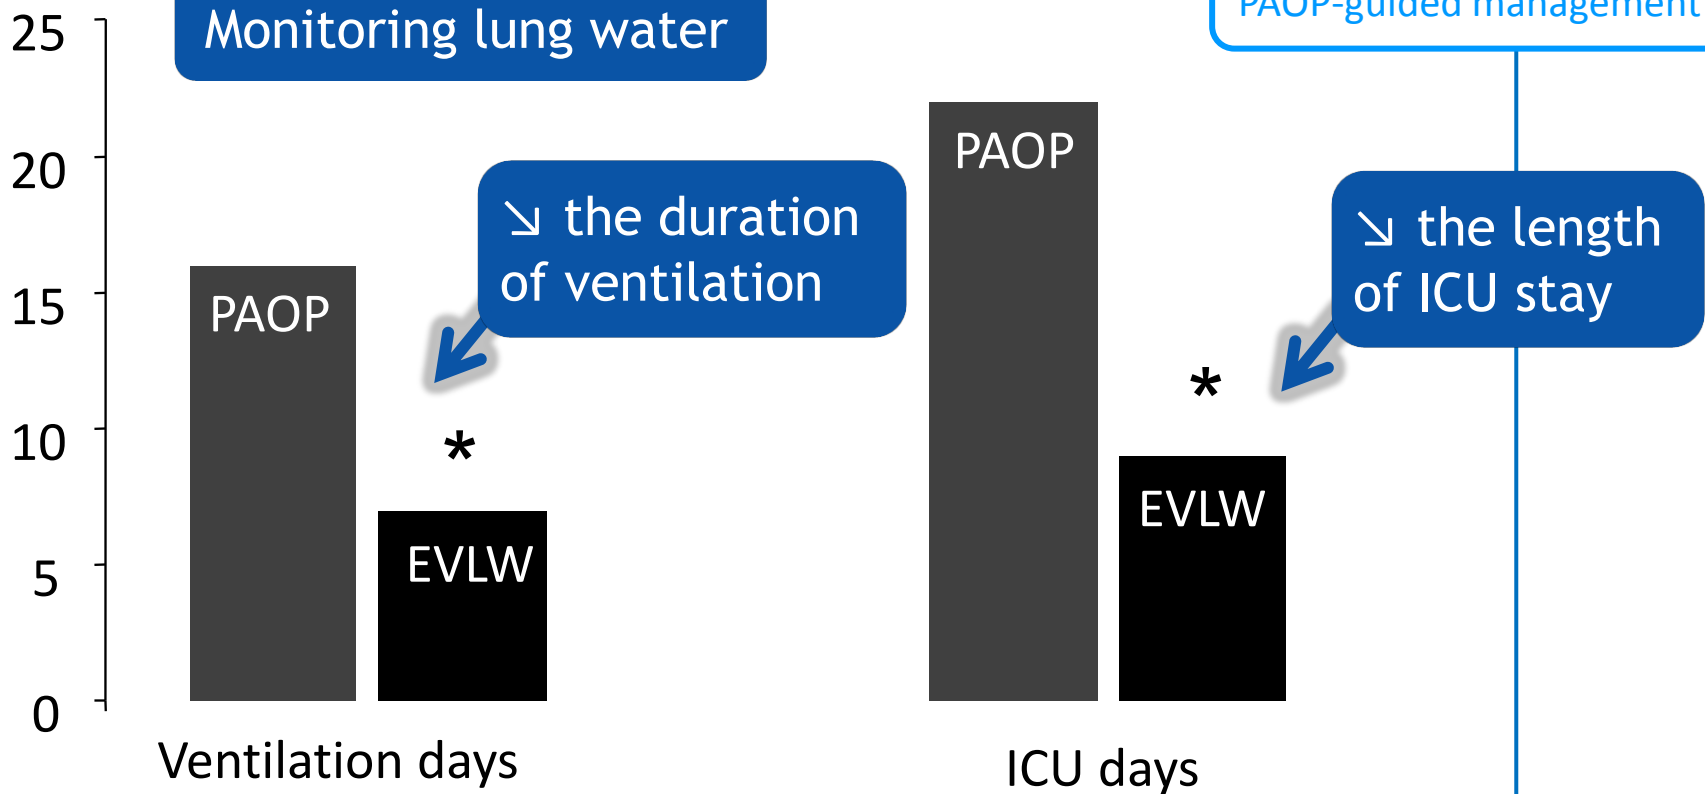 Monitoring lung water
PAOP-guided management
25
20
15
10
5
0
PAOP
↘ the duration
of ventilation
*
EVLW
PAOP
↘ the length
of ICU stay
*
EVLW
Ventilation days
ICU days